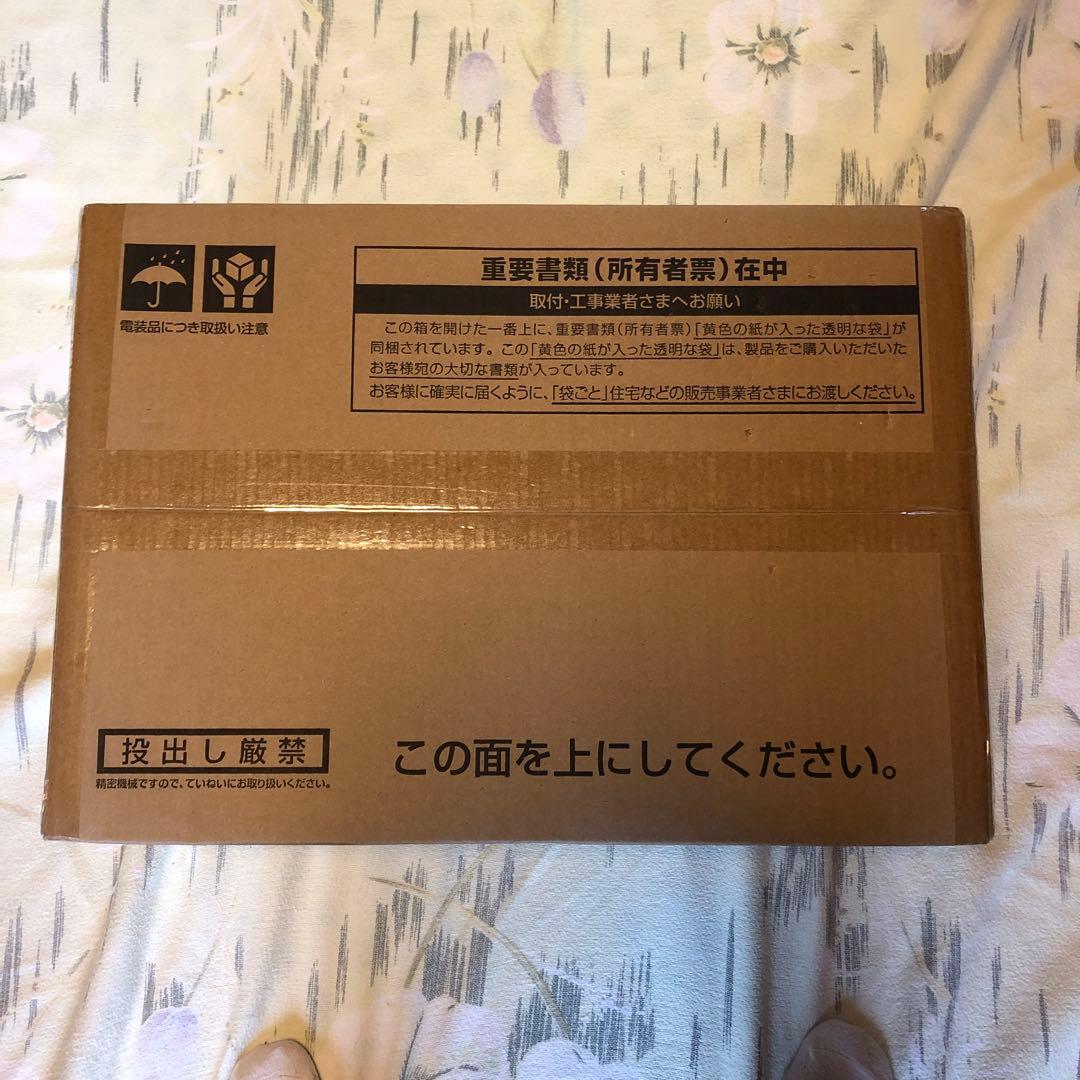 電装品につき取扱い注意
重要書類（所有者票）在中
取付・工事業者さまへお願い
この箱を開けた一番上に、重要書類（所有者票）「黄色の紙が入った透明な袋」が
同梱されています。この「黄色の紙が入った透明な袋」は、製品をご購入いただいた
お客様宛の大切な書類が入っています。
お客様に確実に届くように、「袋ごと」住宅などの販売事業者さまにお渡しください。
投出し厳禁
精密機械ですので、ていねいにお取り扱いください。
この面を上にしてください。